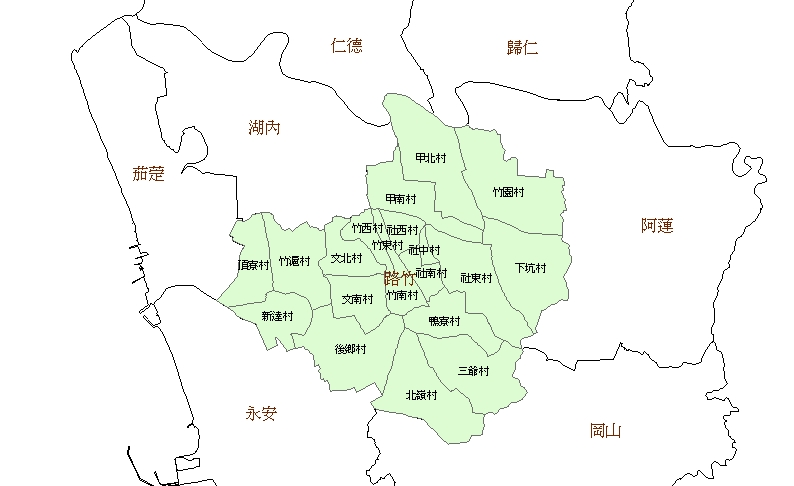 仁德
歸仁
湖內
甲北村
茄萣
竹園村
甲南村
阿蓮
竹西村
社西村
竹東村
社中村
文北村
竹滬村
頂寮村
下坑村
社南村
路竹
社東村
竹南村
文南村
新達村
鴨寮村
後鄉村
三爺村
北嶺村
永安
岡山